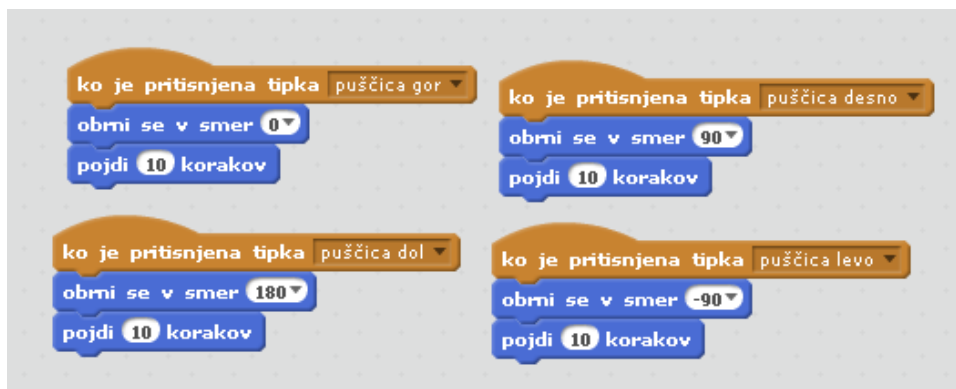 ko je pritisnjena tipka puščica gor
obrni se v smer 0
pojdi 10 korakov
ko je pritisnjena tipka puščica desno
obrni se v smer 90
pojdi 10 korakov
ko je pritisnjena tipka puščica dol
obrni se v smer 180
pojdi 10 korakov
ko je pritisnjena tipka puščica levo
obrni se v smer -90
pojdi 10 korakov